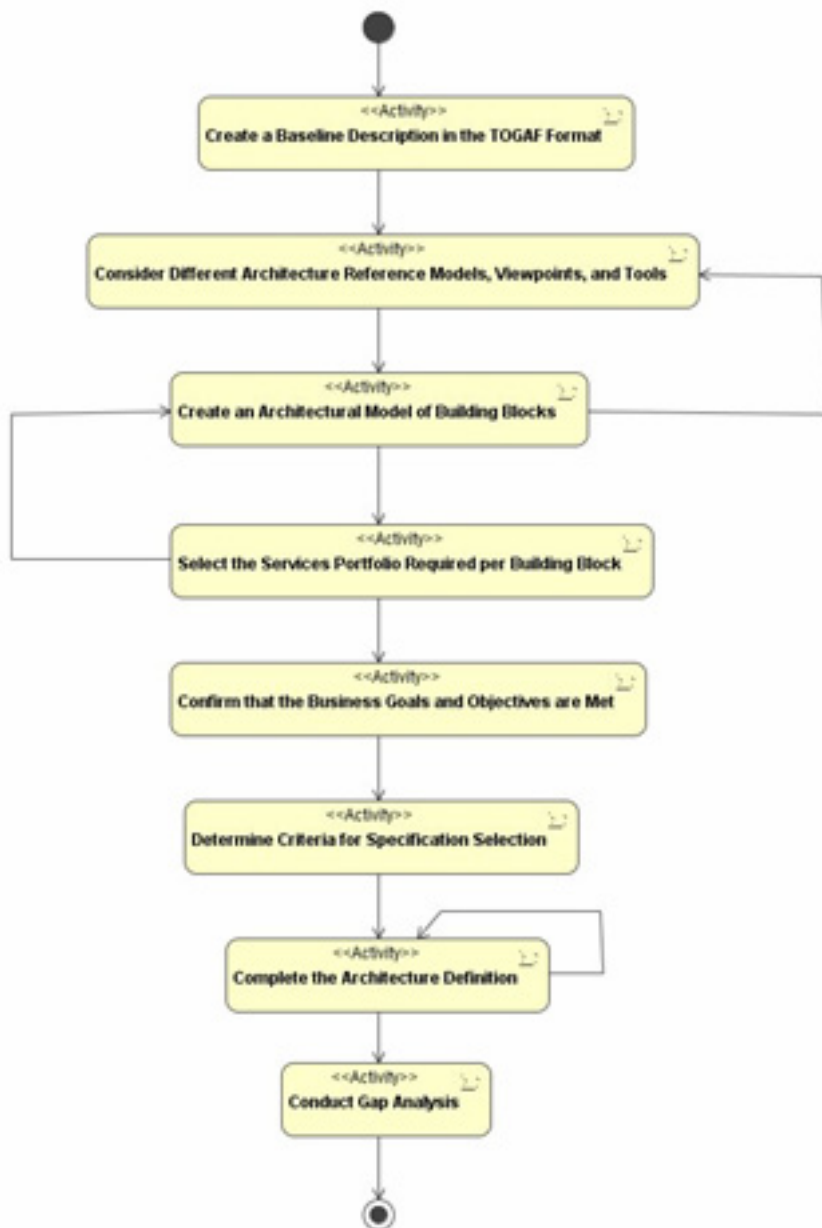 <<Activity>>
Create a Baseline Description in the TOGAF Format
<<Activity>>
Consider Different Architecture Reference Models, Viewpoints, and Tools
<<Activity>>
Create an Architectural Model of Building Blocks
<<Activity>>
Select the Services Portfolio Required per Building Block
<<Activity>>
Confirm that the Business Goals and Objectives are Met
<<Activity>>
Determine Criteria for Specification Selection
<<Activity>>
Complete the Architecture Definition
<<Activity>>
Conduct Gap Analysis